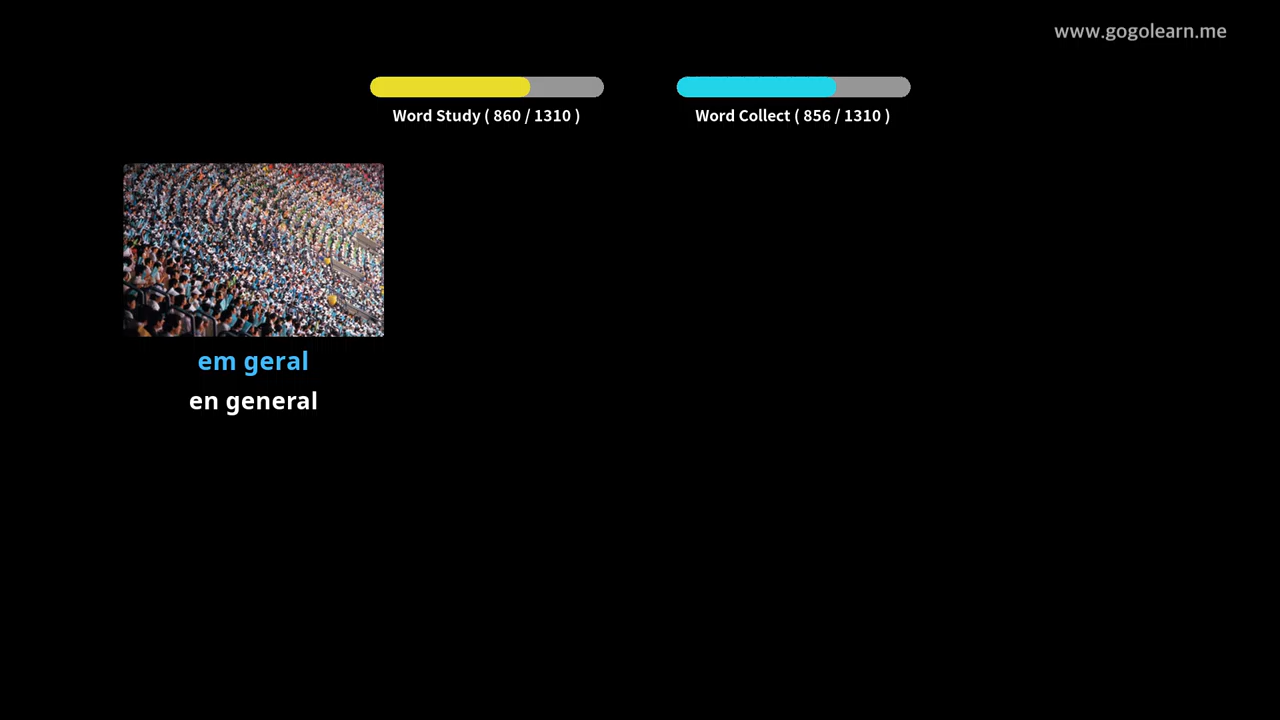 www.gogolearn.me
Word Study ( 860 / 1310 )
Word Collect ( 856 / 1310 )
em geral
en general